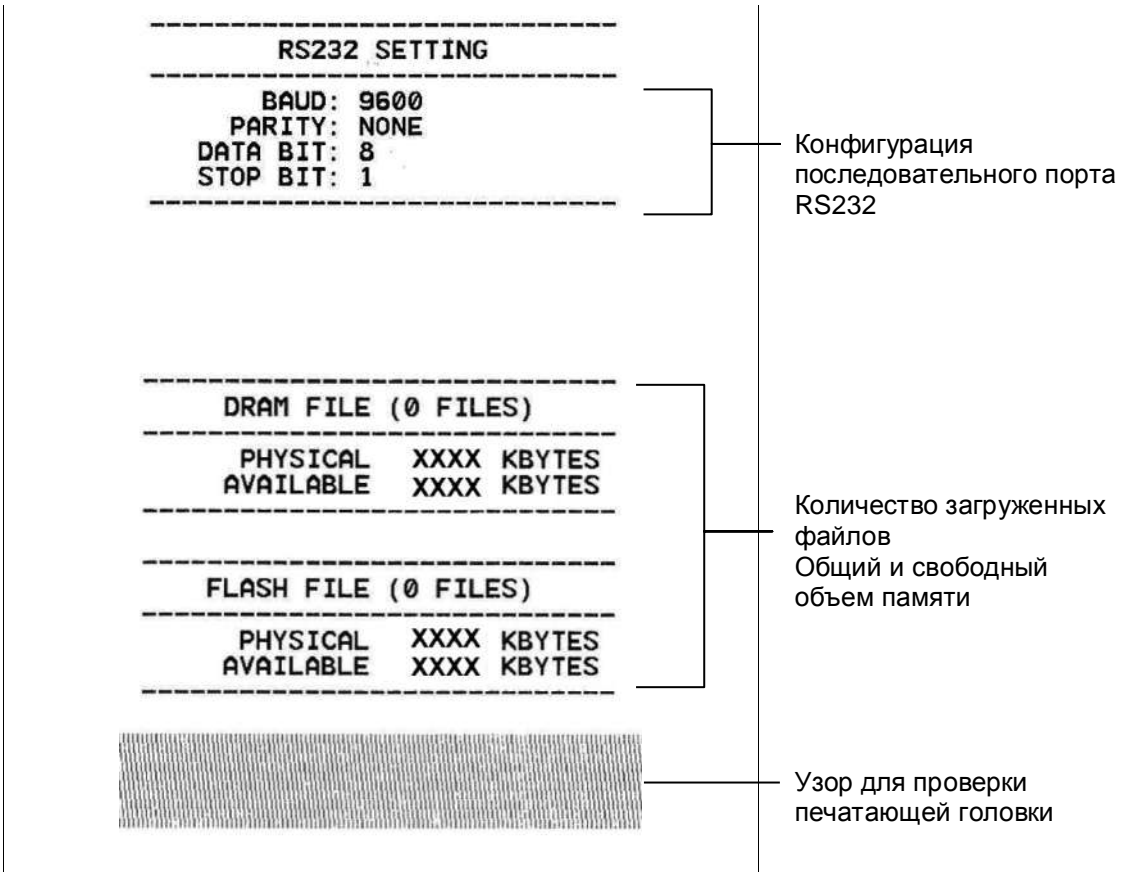 RS232 SETTING
BAUD: 9600
PARITY: NONE
DATA BIT: 8
STOP BIT: 1
Конфигурация
последовательного порта
RS232
DRAM FILE (0 FILES)
PHYSICAL XXXX KBYTES
AVAILABLE XXXX KBYTES
FLASH FILE (0 FILES)
PHYSICAL XXXX KBYTES
AVAILABLE XXXX KBYTES
Количество загруженных
файлов
Общий и свободный
объем памяти
Узор для проверки
печатающей головки